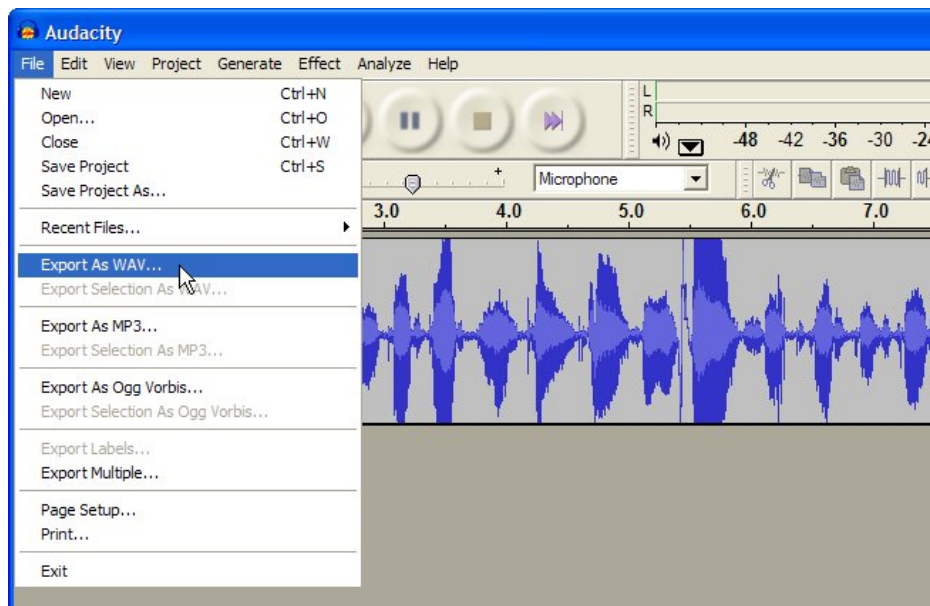 Audacity
File Edit View Project Generate Effect Analyze Help
New Ctrl+N
Open... Ctrl+O
Close Ctrl+W
Save Project Ctrl+S
Save Project As...
Recent Files...
Export As WAV...
Export Selection As WAV...
Export As MP3...
Export Selection As MP3...
Export As Ogg Vorbis...
Export Selection As Ogg Vorbis...
Export Labels...
Export Multiple...
Page Setup...
Print...
Exit
L
R
-48 -42 -36 -30 -24
- +
Microphone
3.0 4.0 5.0 6.0 7.0